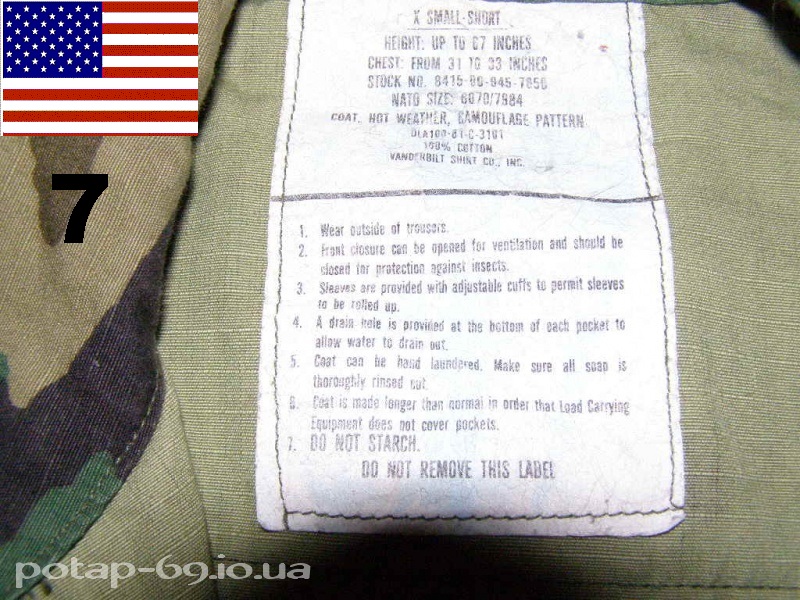 X SMALL-SHORT
HEIGHT: UP TO 67 INCHES
CHEST: FROM 31 TO 33 INCHES
STOCK NO. 8415-00-945-7650
NATO SIZE: 6070/7984
COAT, HOT WEATHER, CAMOUFLAGE PATTERN
DLA100-81-C-3101
100% COTTON
VANDERBILT SHIRT CO., INC.
7
1. Wear outside of trousers.
2. Front closure can be opened for ventilation and should be
closed for protection against insects.
3. Sleeves are provided with adjustable cuffs to permit sleeves
to be rolled up.
4. A drain hole is provided at the bottom of each pocket to
allow water to drain out.
5. Coat can be hand laundered. Make sure all soap is
thoroughly rinsed out.
6. Coat is made longer than normal in order that Load Carrying
Equipment does not cover pockets.
7. DO NOT STARCH.
DO NOT REMOVE THIS LABEL
potap-69.io.ua